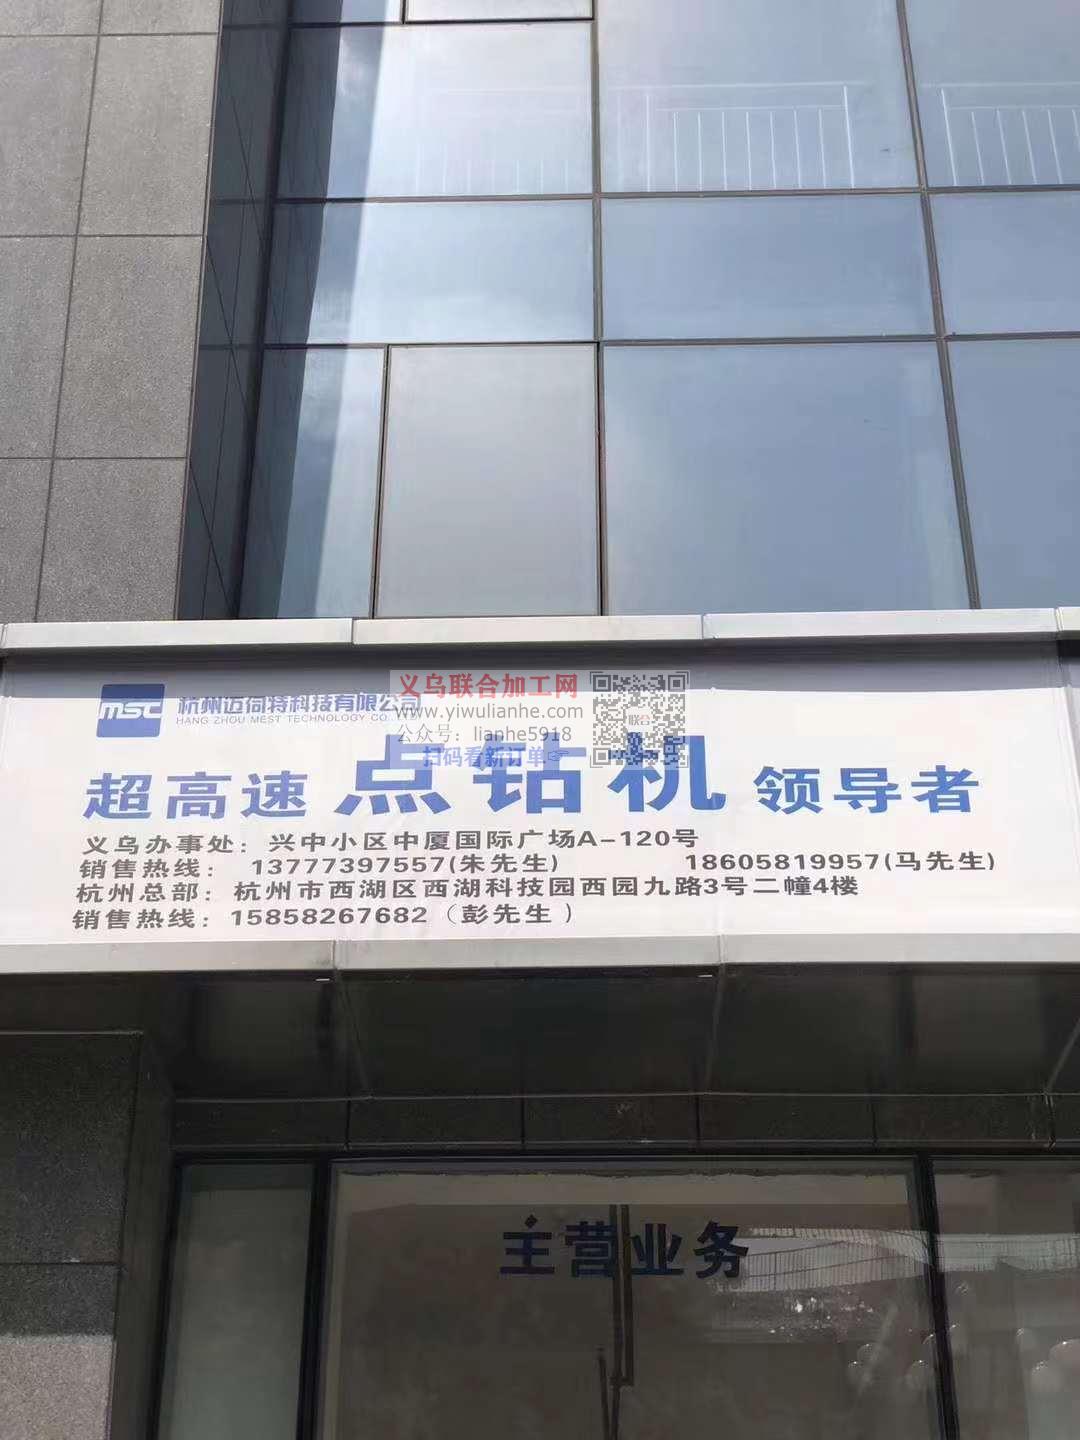 msc 杭州迈伺特科技有限公司
HANG ZHOU MEST TECHNOLOGY CO.
义乌联合加工网
www.yiwulianhe.com
公众号：lianhe5918
扫码看新订单
联合
超高速 点钻机 领导者
义乌办事处：兴中小区中厦国际广场A-120号
销售热线： 13777397557(朱先生) 18605819957(马先生)
杭州总部：杭州市西湖区西湖科技园西园九路3号二幢4楼
销售热线：15858267682（彭先生）
主营业务